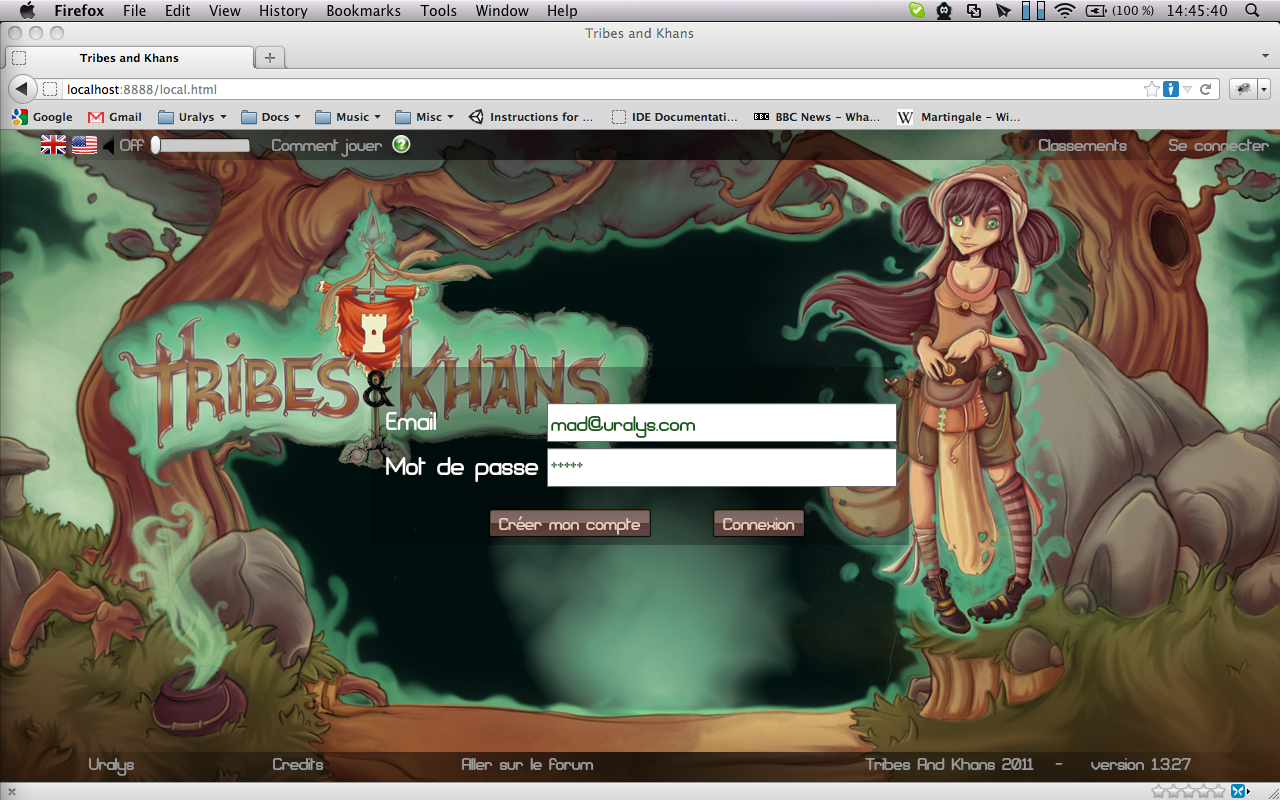 Firefox File Edit View History Bookmarks Tools Window Help (100 %) 14:45:40
Tribes and Khans
Tribes and Khans
localhost:8888/local.html
Google Gmail Uralys Docs Music Misc Instructions for ... IDE Documentati... BBC News – Wha... Martingale – Wi...
Off Comment jouer ? Classements Se connecter
TRIBES & KHANS
Email mad@uralys.com
Mot de passe +++++
Créer mon compte Connexion
Uralys Credits Aller sur le forum Tribes And Khans 2011 - version 1.3.27